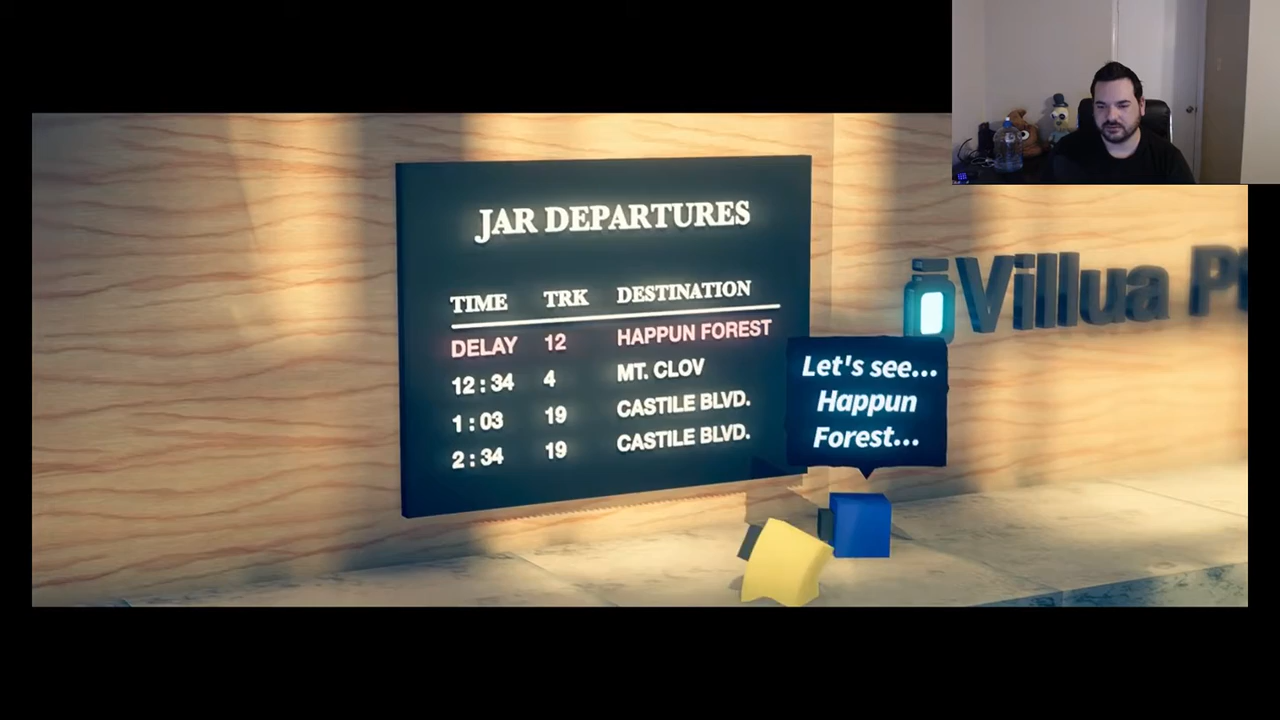 JAR DEPARTURES
TIME TRK DESTINATION
DELAY 12 HAPPUN FOREST
12:34 4 MT. CLOV
1:03 19 CASTILE BLVD.
2:34 19 CASTILE BLVD.
Villua
Let's see...
Happun
Forest...